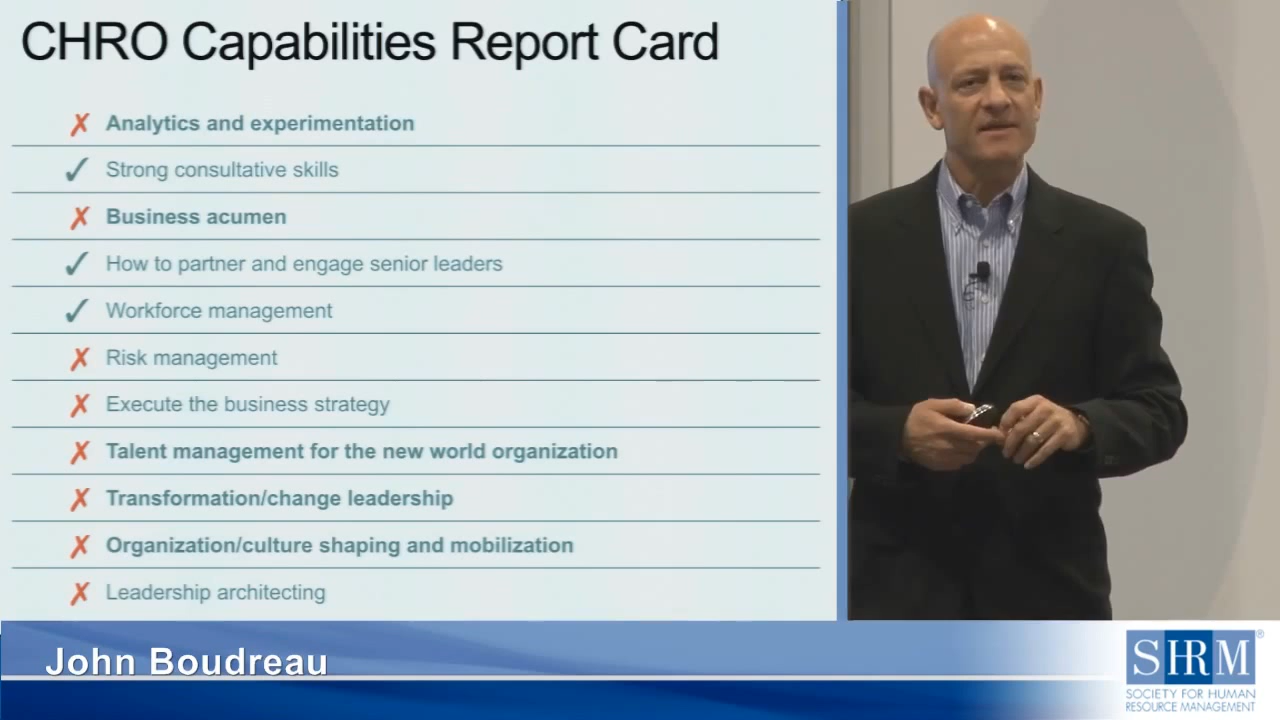 CHRO Capabilities Report Card
✗ Analytics and experimentation
✓ Strong consultative skills
✗ Business acumen
✓ How to partner and engage senior leaders
✓ Workforce management
✗ Risk management
✗ Execute the business strategy
✗ Talent management for the new world organization
✗ Transformation/change leadership
✗ Organization/culture shaping and mobilization
✗ Leadership architecting
John Boudreau
SHRM®
SOCIETY FOR HUMAN
RESOURCE MANAGEMENT